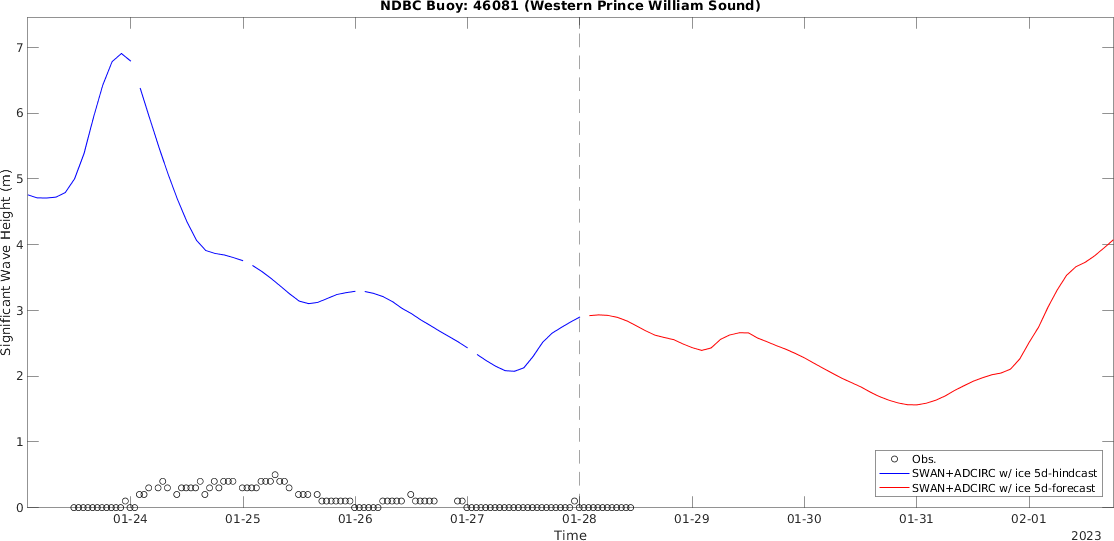 NDBC Buoy: 46081 (Western Prince William Sound)
7
6
5
4
3
2
1
0
Significant Wave Height (m)
Obs.
SWAN+ADCIRC w/ ice 5d-hindcast
SWAN+ADCIRC w/ ice 5d-forecast
01-24 01-25 01-26 01-27 01-28 01-29 01-30 01-31 02-01
Time
2023